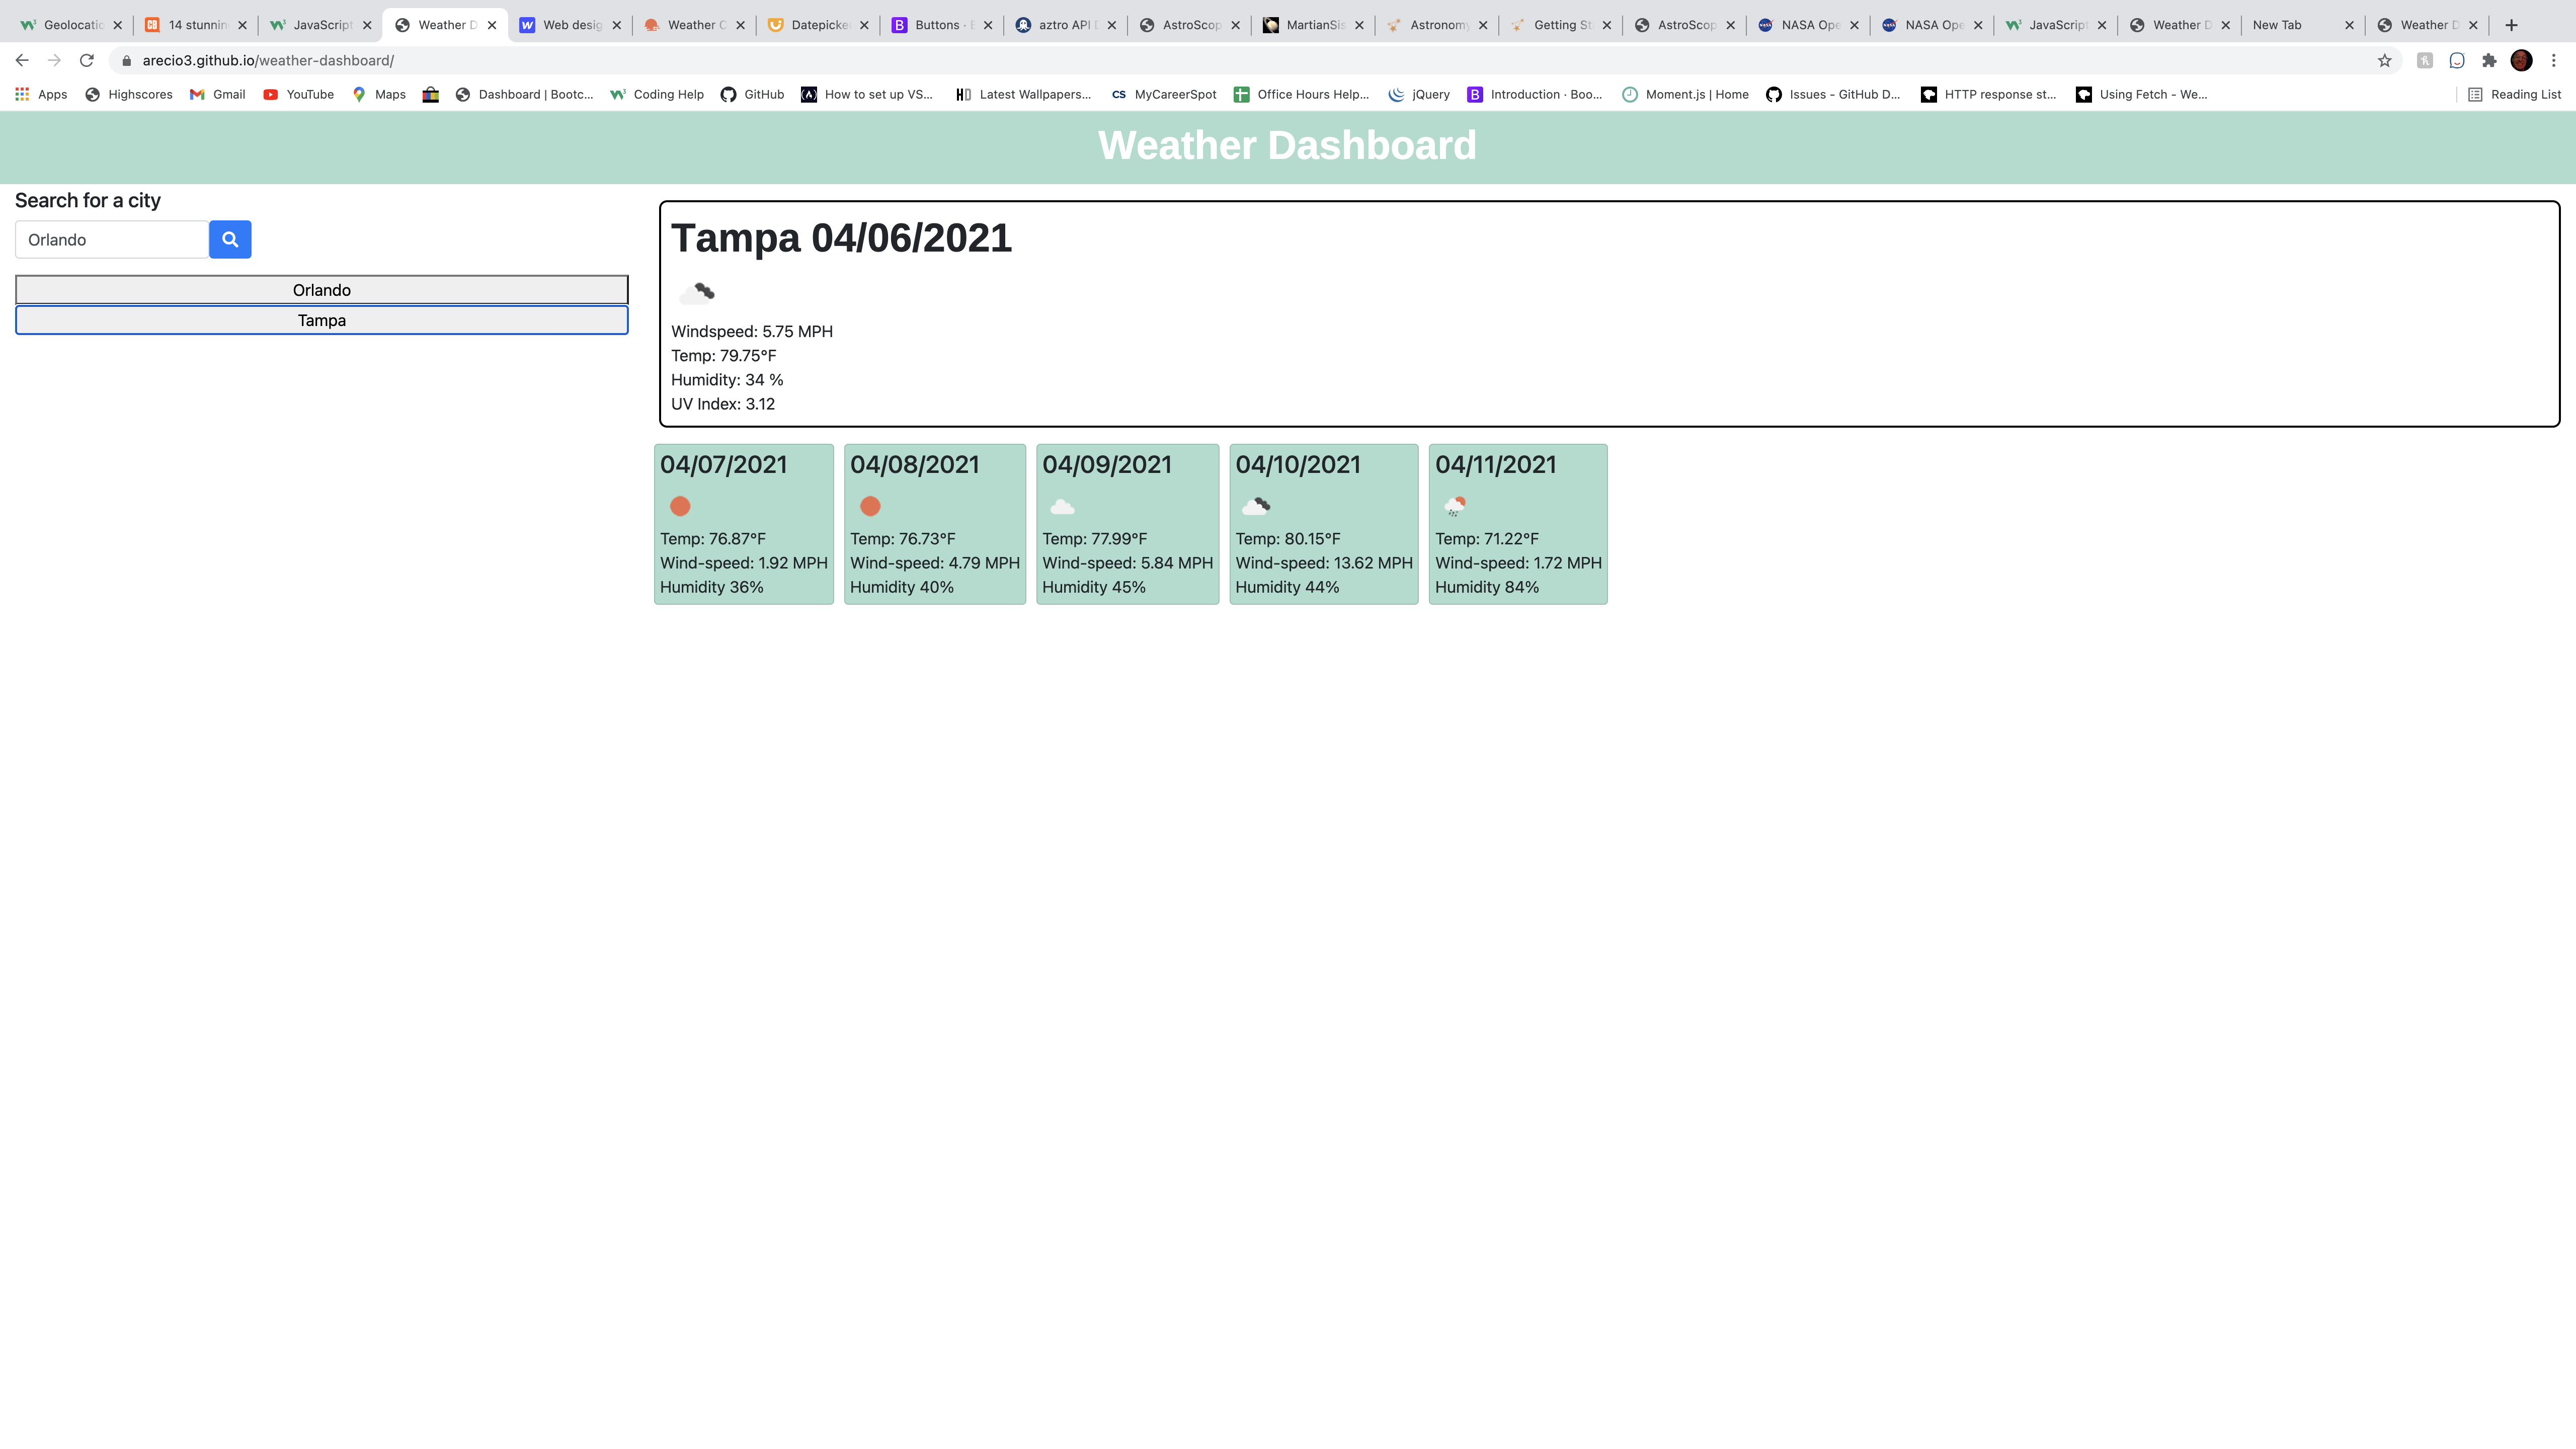 Geolocatic
14 stunnin
JavaScript
Weather D
Web desig
Weather C
Datepicker
Buttons · B
aztro API D
AstroScop
MartianSis
Astronomy
Getting St
AstroScop
NASA Ope
NASA Ope
JavaScript
Weather D
New Tab
Weather D
arecio3.github.io/weather-dashboard/
Apps Highscores Gmail YouTube Maps Dashboard | Bootc... Coding Help GitHub How to set up VS... Latest Wallpapers... MyCareerSpot Office Hours Help... jQuery Introduction · Boo... Moment.js | Home Issues - GitHub D... HTTP response st... Using Fetch - We... Reading List
Weather Dashboard
Search for a city
Orlando
Orlando
Tampa
Tampa 04/06/2021
Windspeed: 5.75 MPH
Temp: 79.75°F
Humidity: 34 %
UV Index: 3.12
04/07/2021
Temp: 76.87°F
Wind-speed: 1.92 MPH
Humidity 36%
04/08/2021
Temp: 76.73°F
Wind-speed: 4.79 MPH
Humidity 40%
04/09/2021
Temp: 77.99°F
Wind-speed: 5.84 MPH
Humidity 45%
04/10/2021
Temp: 80.15°F
Wind-speed: 13.62 MPH
Humidity 44%
04/11/2021
Temp: 71.22°F
Wind-speed: 1.72 MPH
Humidity 84%